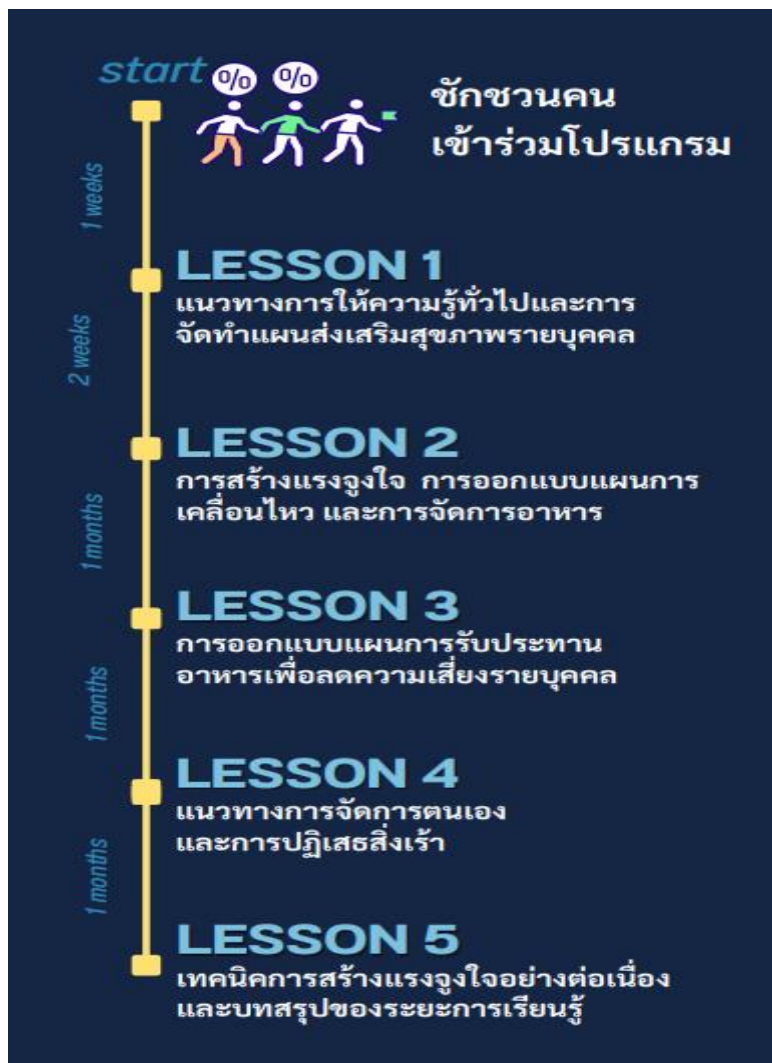 start
% %
ชักชวนคน
เข้าร่วมโปรแกรม
1 weeks
LESSON 1
แนวทางการให้ความรู้ทั่วไปและการ
จัดทำแผนส่งเสริมสุขภาพรายบุคคล
2 weeks
LESSON 2
การสร้างแรงจูงใจ การออกแบบแผนการ
เคลื่อนไหว และการจัดการอาหาร
1 months
LESSON 3
การออกแบบแผนการรับประทาน
อาหารเพื่อลดความเสี่ยงรายบุคคล
1 months
LESSON 4
แนวทางการจัดการตนเอง
และการปฏิเสธสิ่งเร้า
1 months
LESSON 5
เทคนิคการสร้างแรงจูงใจอย่างต่อเนื่อง
และบทสรุปของระยะการเรียนรู้